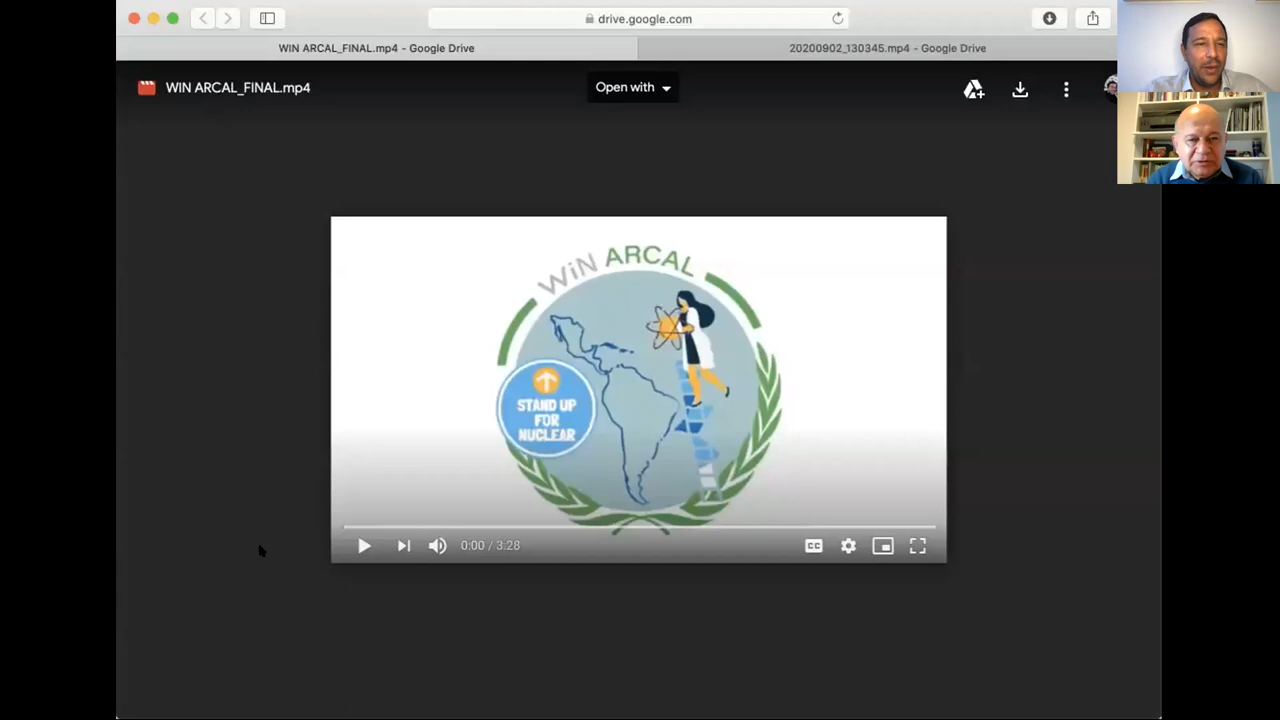 drive.google.com
WIN ARCAL_FINAL.mp4 - Google Drive
20200902_130345.mp4 - Google Drive
WIN ARCAL_FINAL.mp4
Open with
WiN ARCAL
STAND UP
FOR
NUCLEAR
0:00 / 3:28
CC